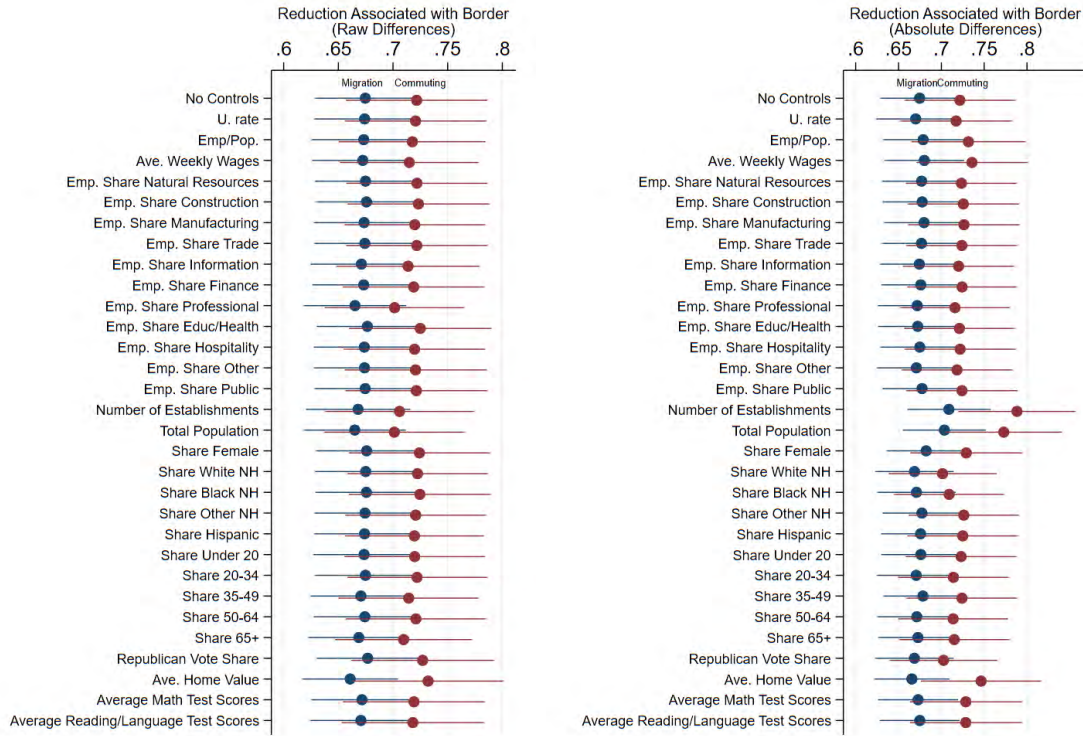 Reduction Associated with Border
(Raw Differences)
.6 .65 .7 .75 .8
Migration Commuting
No Controls
U. rate
Emp/Pop.
Ave. Weekly Wages
Emp. Share Natural Resources
Emp. Share Construction
Emp. Share Manufacturing
Emp. Share Trade
Emp. Share Information
Emp. Share Finance
Emp. Share Professional
Emp. Share Educ/Health
Emp. Share Hospitality
Emp. Share Other
Emp. Share Public
Number of Establishments
Total Population
Share Female
Share White NH
Share Black NH
Share Other NH
Share Hispanic
Share Under 20
Share 20-34
Share 35-49
Share 50-64
Share 65+
Republican Vote Share
Ave. Home Value
Average Math Test Scores
Average Reading/Language Test Scores
Reduction Associated with Border
(Absolute Differences)
.6 .65 .7 .75 .8
Migration Commuting
No Controls
U. rate
Emp/Pop.
Ave. Weekly Wages
Emp. Share Natural Resources
Emp. Share Construction
Emp. Share Manufacturing
Emp. Share Trade
Emp. Share Information
Emp. Share Finance
Emp. Share Professional
Emp. Share Educ/Health
Emp. Share Hospitality
Emp. Share Other
Emp. Share Public
Number of Establishments
Total Population
Share Female
Share White NH
Share Black NH
Share Other NH
Share Hispanic
Share Under 20
Share 20-34
Share 35-49
Share 50-64
Share 65+
Republican Vote Share
Ave. Home Value
Average Math Test Scores
Average Reading/Language Test Scores